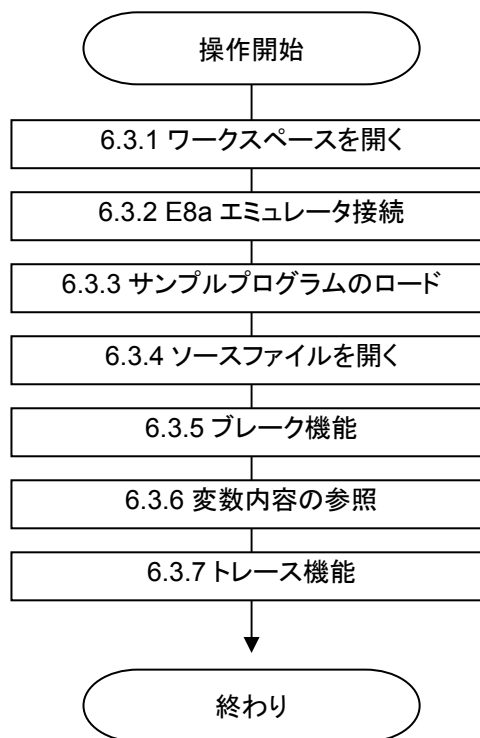 操作開始
6.3.1 ワークスペースを開く
6.3.2 E8a エミュレータ接続
6.3.3 サンプルプログラムのロード
6.3.4 ソースファイルを開く
6.3.5 ブレーク機能
6.3.6 変数内容の参照
6.3.7 トレース機能
終わり